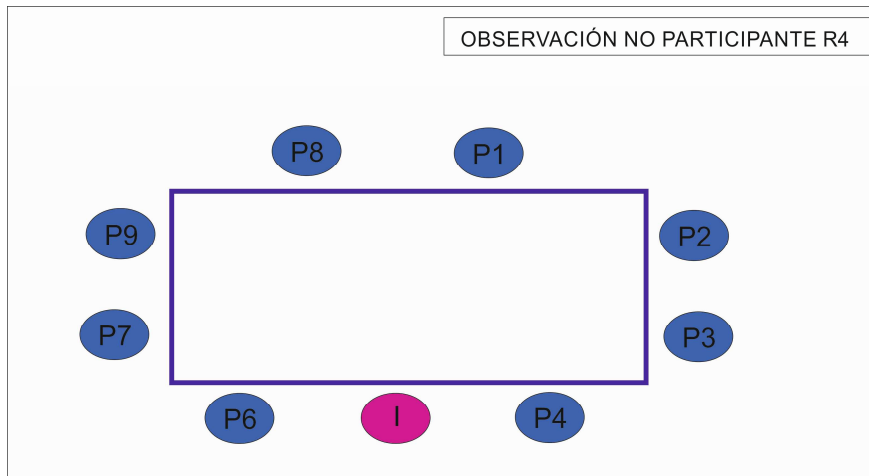 OBSERVACIÓN NO PARTICIPANTE R4
P8
P1
P9
P2
P7
P3
P6
I
P4